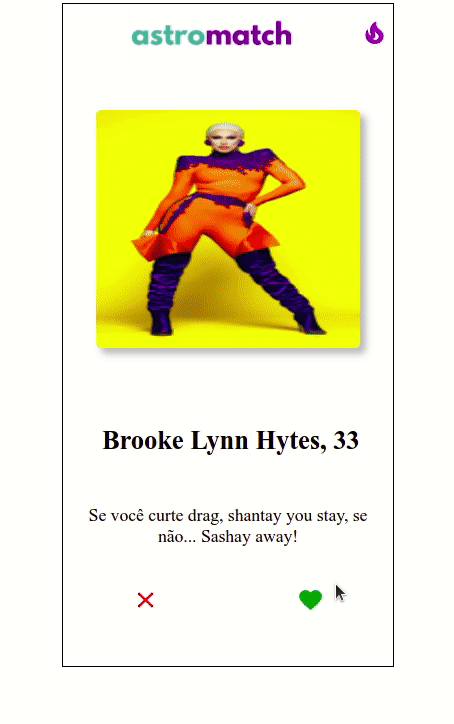 astromatch
Brooke Lynn Hytes, 33
Se você curte drag, shantay you stay, se
não... Sashay away!